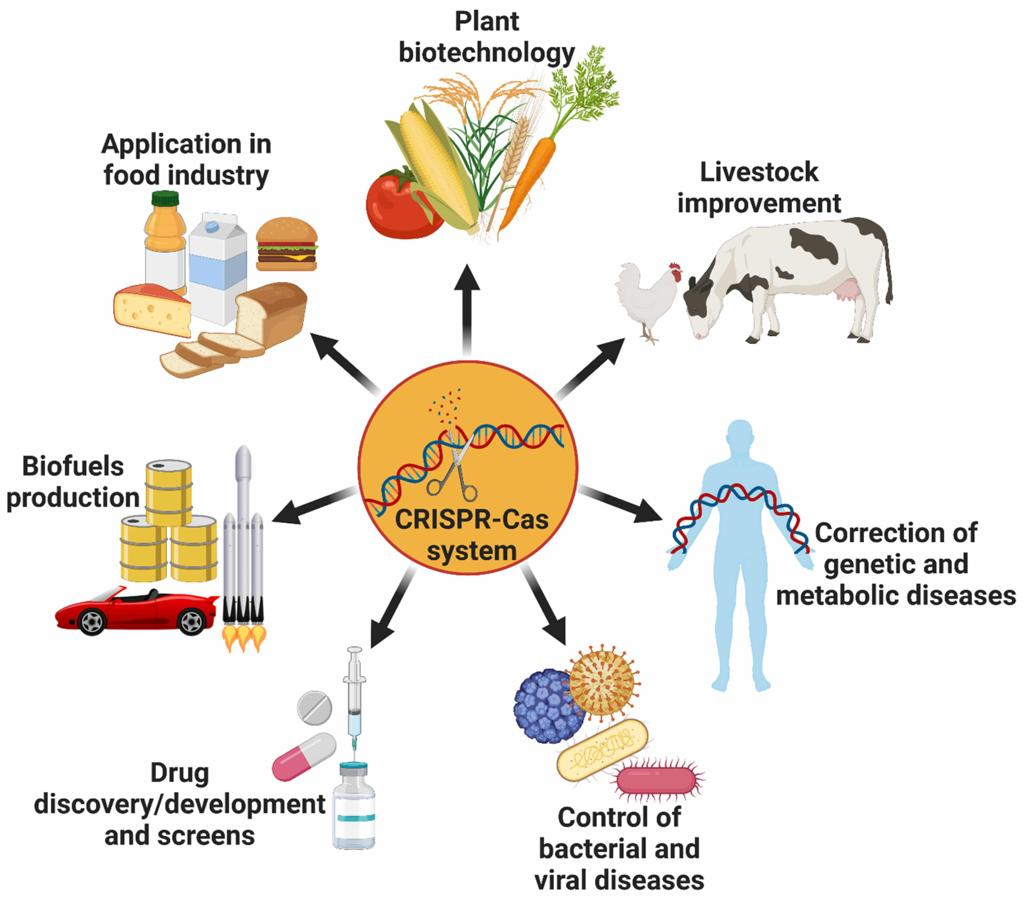 Plant
biotechnology
Application in
food industry
Livestock
improvement
Biofuels
production
CRISPR-Cas
system
Correction of
genetic and
metabolic diseases
Drug
discovery/development
and screens
Control of
bacterial and
viral diseases